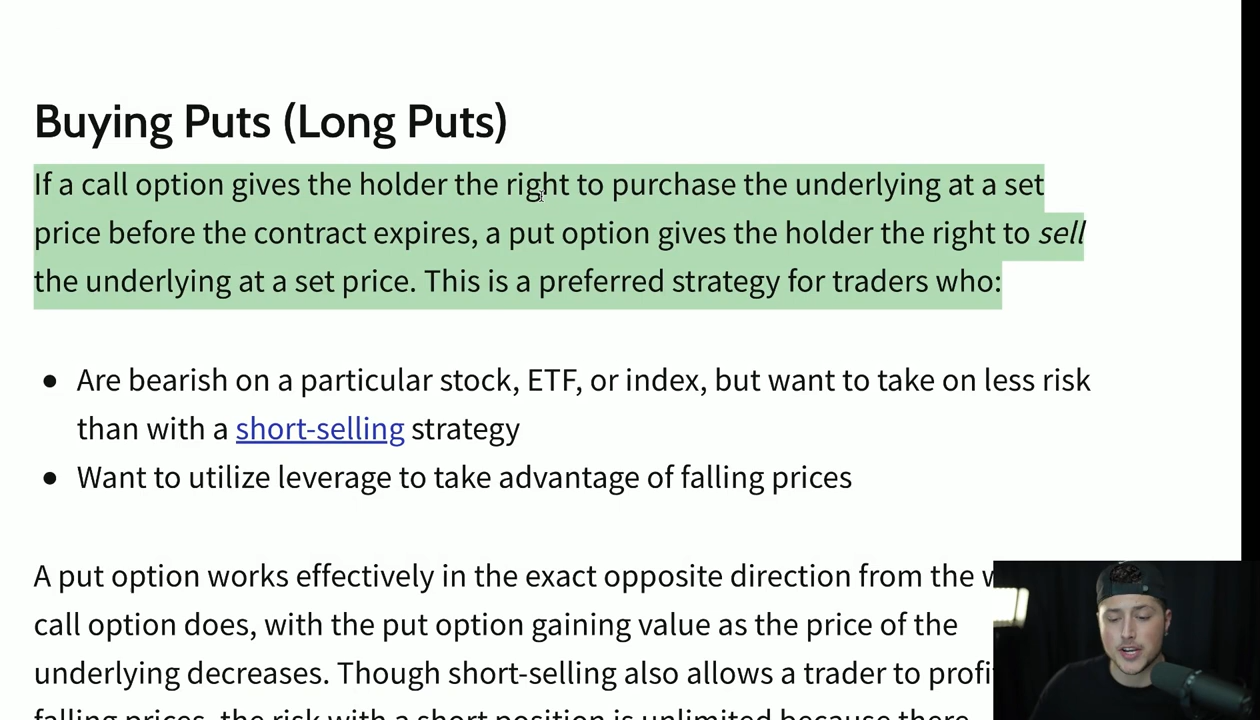 Buying Puts (Long Puts)
If a call option gives the holder the right to purchase the underlying at a set
price before the contract expires, a put option gives the holder the right to sell
the underlying at a set price. This is a preferred strategy for traders who:
● Are bearish on a particular stock, ETF, or index, but want to take on less risk
than with a short-selling strategy
● Want to utilize leverage to take advantage of falling prices
A put option works effectively in the exact opposite direction from the
call option does, with the put option gaining value as the price of the
underlying decreases. Though short-selling also allows a trader to profi
falling prices, the risk with a short position is unlimited because there